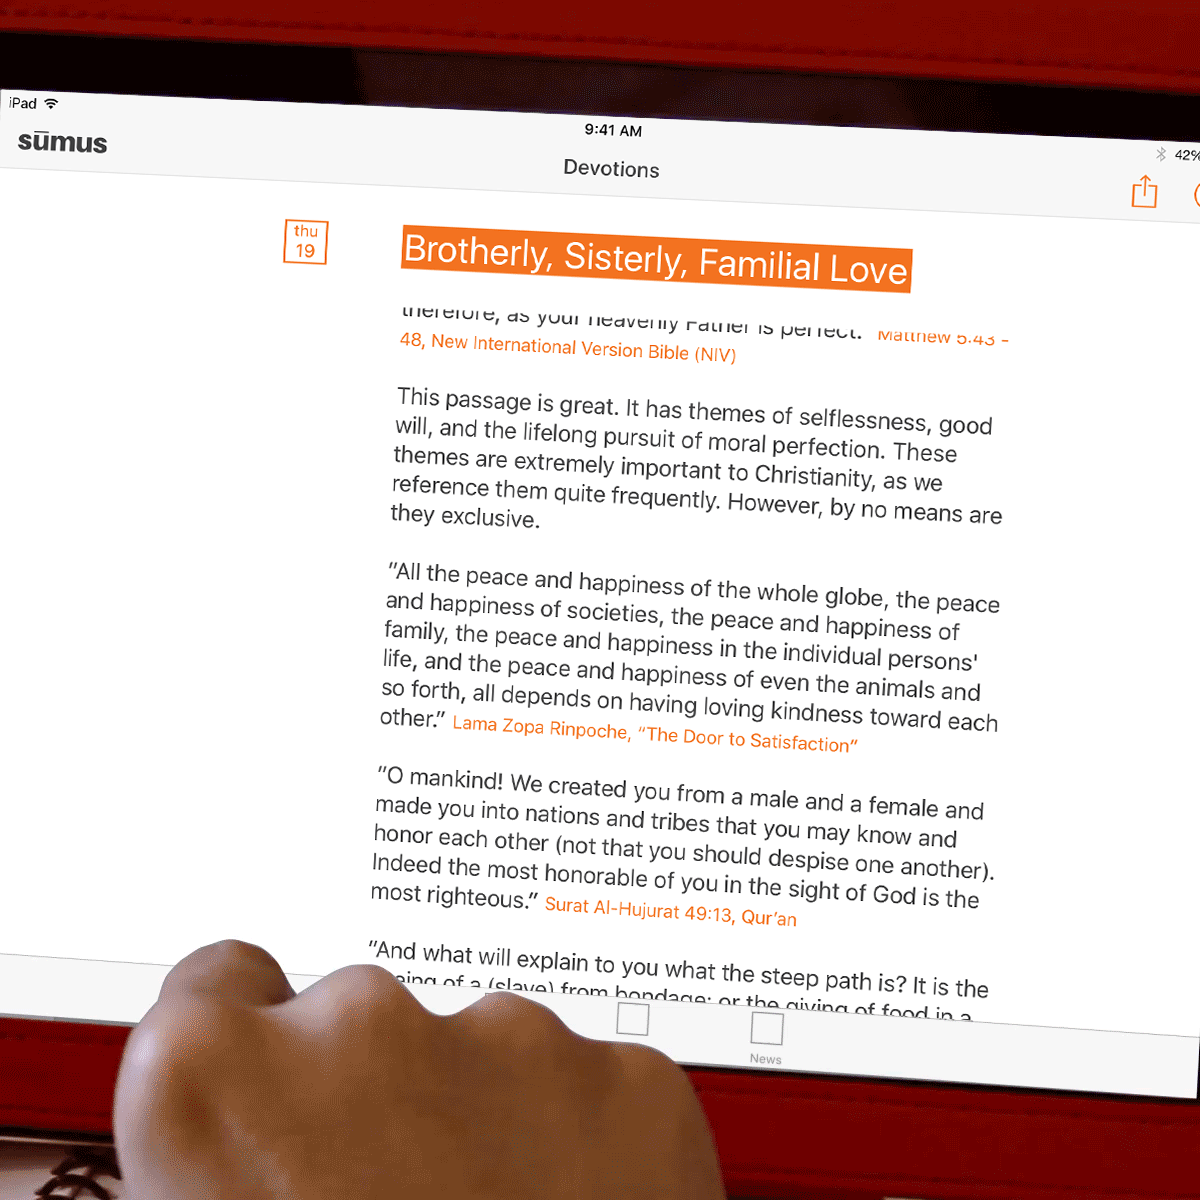 iPad
9:41 AM
42%
sūmus
Devotions
thu
19
Brotherly, Sisterly, Familial Love
therefore, as your heavenly Father is perfect. Matthew 5:43 -
48, New International Version Bible (NIV)
This passage is great. It has themes of selflessness, good
will, and the lifelong pursuit of moral perfection. These
themes are extremely important to Christianity, as we
reference them quite frequently. However, by no means are
they exclusive.
"All the peace and happiness of the whole globe, the peace
and happiness of societies, the peace and happiness of
family, the peace and happiness in the individual persons'
life, and the peace and happiness of even the animals and
so forth, all depends on having loving kindness toward each
other." Lama Zopa Rinpoche, "The Door to Satisfaction"
"O mankind! We created you from a male and a female and
made you into nations and tribes that you may know and
honor each other (not that you should despise one another).
Indeed the most honorable of you in the sight of God is the
most righteous." Surat Al-Hujurat 49:13, Qur'an
"And what will explain to you what the steep path is? It is the
of a (slave) from bondage; or the giving of food in a
News